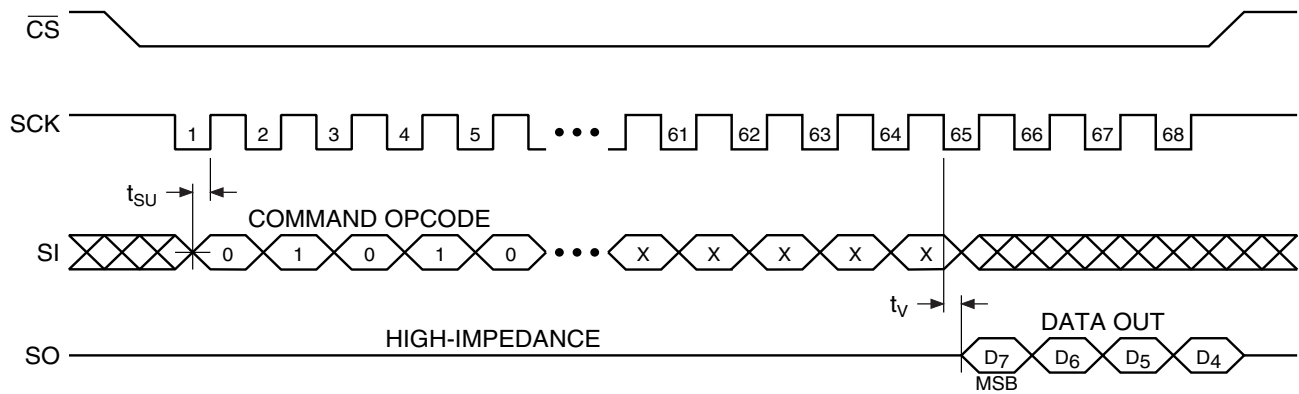 CS
SCK 1 2 3 4 5 ••• 61 62 63 64 65 66 67 68
tSU
COMMAND OPCODE
SI 0 1 0 1 0 ••• X X X X X
tV
HIGH-IMPEDANCE DATA OUT
SO D7 D6 D5 D4
MSB